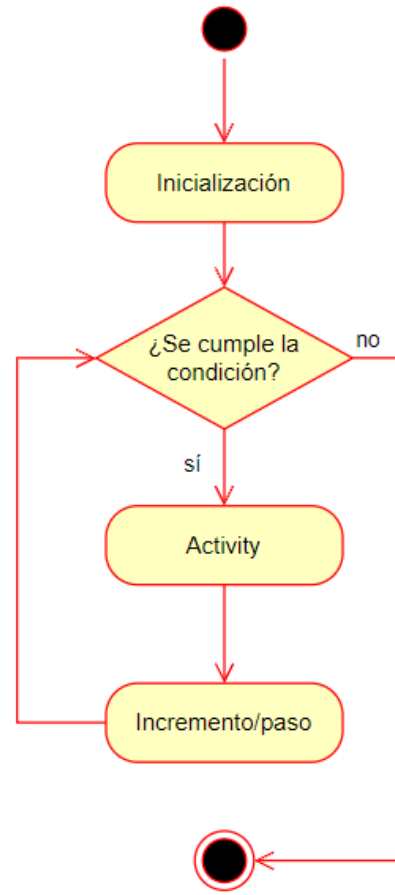 Inicialización
¿Se cumple la
condición?
no
sí
Activity
Incremento/paso